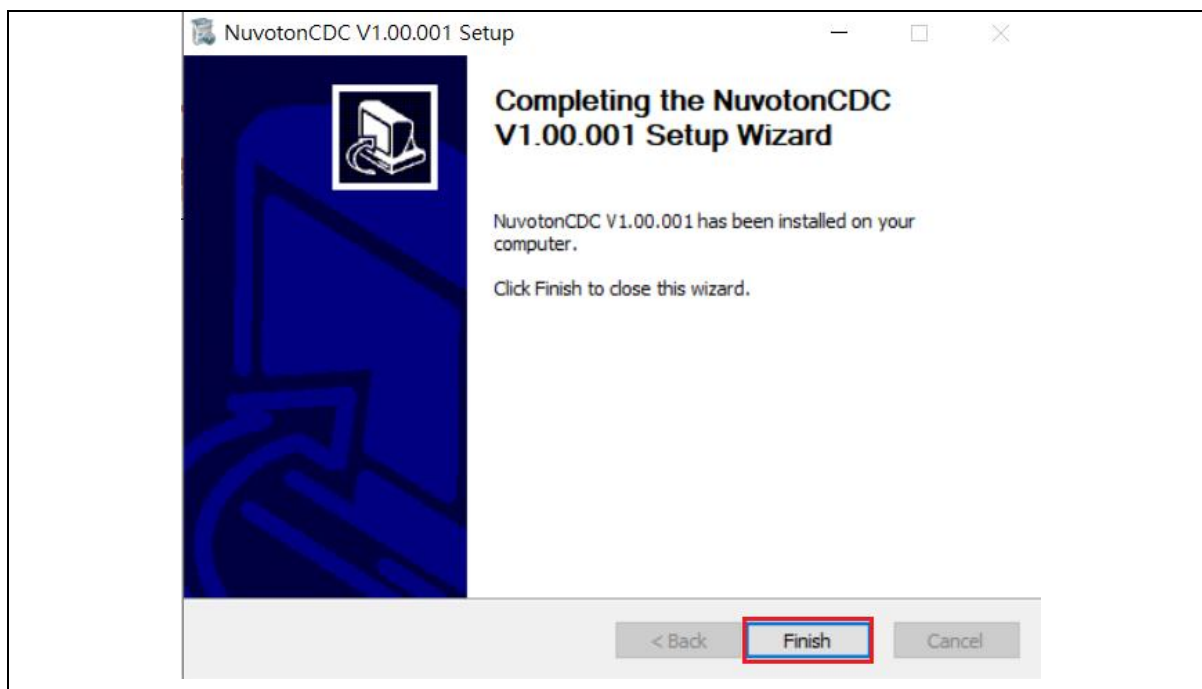 NuvotonCDC V1.00.001 Setup
Completing the NuvotonCDC
V1.00.001 Setup Wizard
NuvotonCDC V1.00.001 has been installed on your
computer.
Click Finish to close this wizard.
< Back
Finish
Cancel